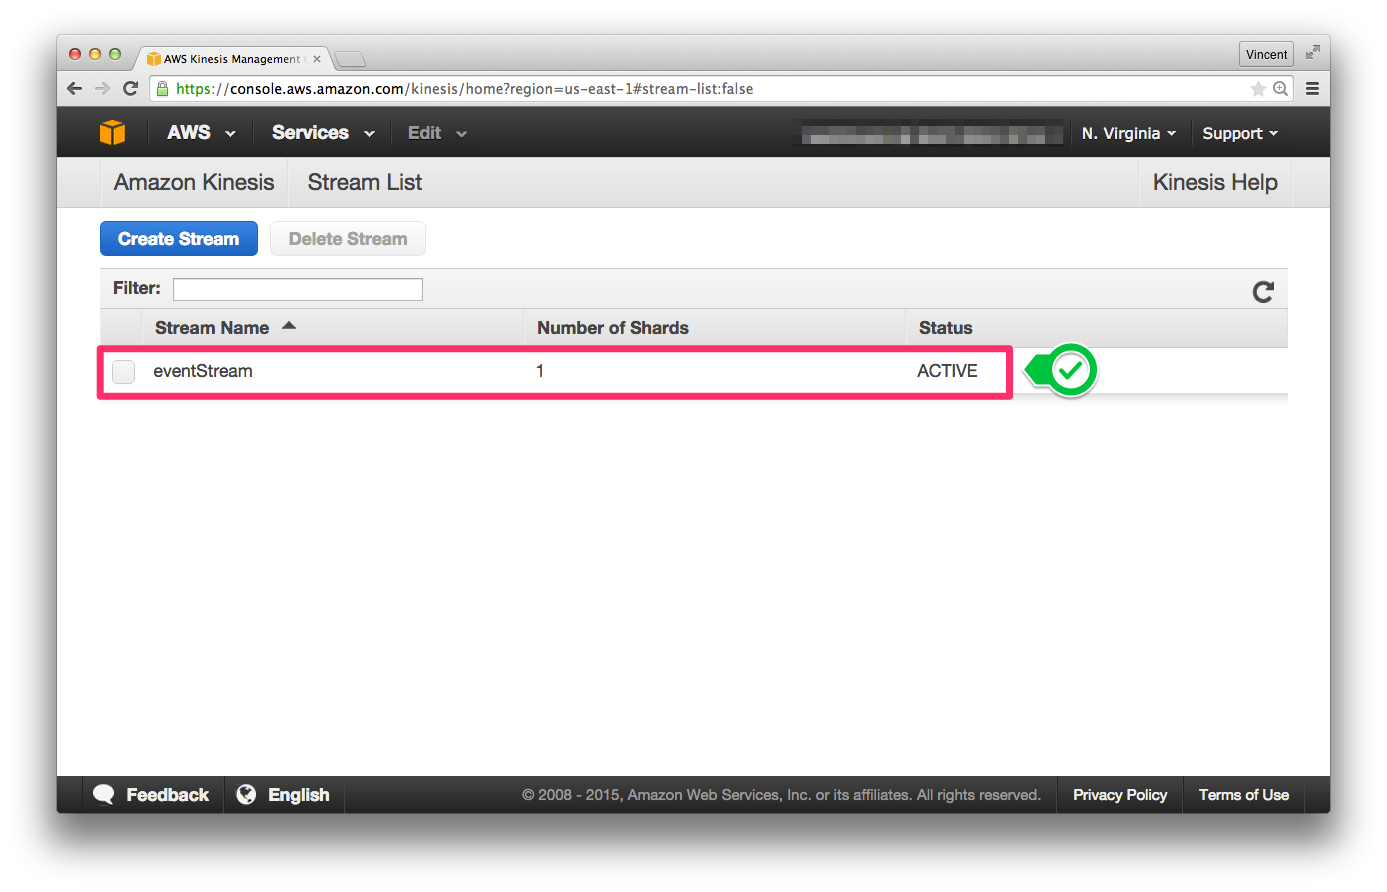 AWS Kinesis Management
Vincent
https://console.aws.amazon.com/kinesis/home?region=us-east-1#stream-list:false
AWS Services Edit N. Virginia Support
Amazon Kinesis Stream List Kinesis Help
Create Stream Delete Stream
Filter:
Stream Name Number of Shards Status
eventStream 1 ACTIVE
Feedback English © 2008 - 2015, Amazon Web Services, Inc. or its affiliates. All rights reserved. Privacy Policy Terms of Use